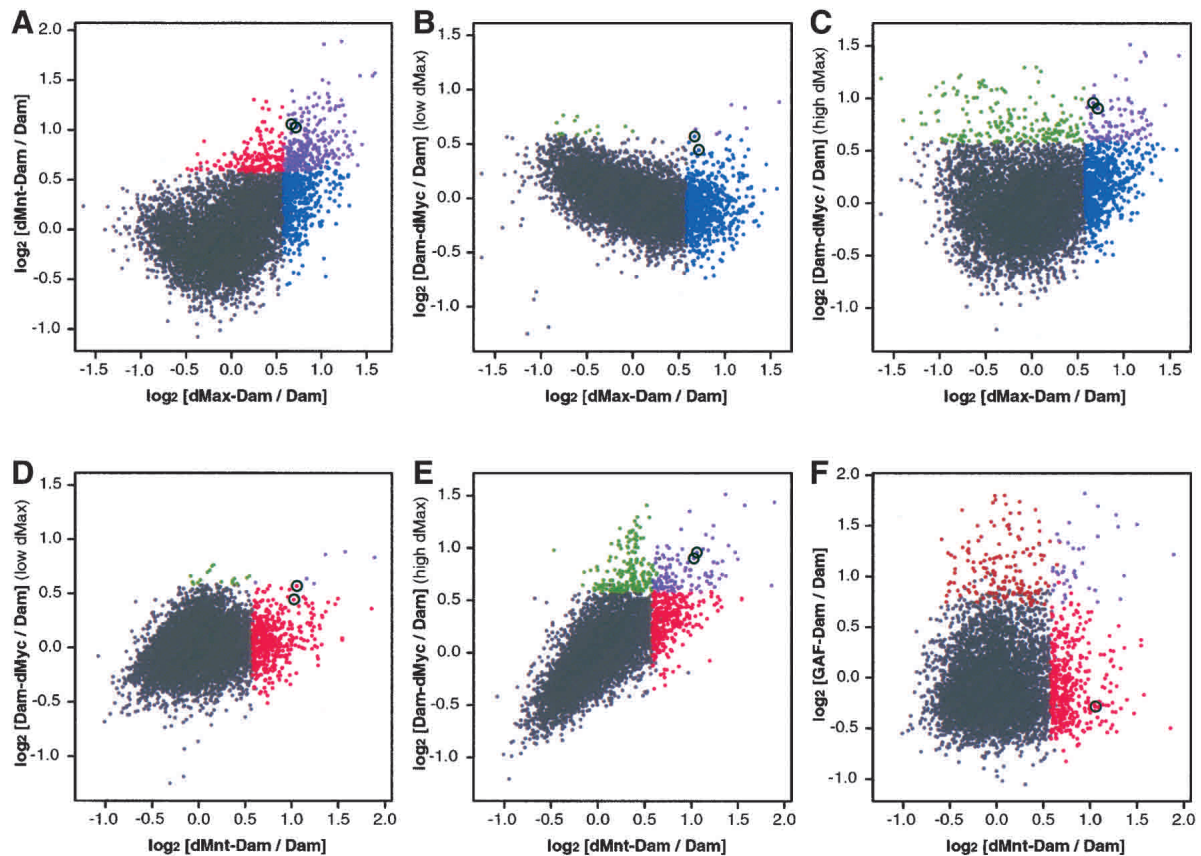 A
2.0
1.5
1.0
0.5
0.0
-0.5
-1.0
log2 [dMnt-Dam / Dam]
-1.5 -1.0 -0.5 0.0 0.5 1.0 1.5
log2 [dMax-Dam / Dam]
B
1.5
1.0
0.5
0.0
-0.5
-1.0
log2 [Dam-dMyc / Dam] (low dMax)
-1.5 -1.0 -0.5 0.0 0.5 1.0 1.5
log2 [dMax-Dam / Dam]
C
1.5
1.0
0.5
0.0
-0.5
-1.0
log2 [Dam-dMyc / Dam] (high dMax)
-1.5 -1.0 -0.5 0.0 0.5 1.0 1.5
log2 [dMax-Dam / Dam]
D
1.5
1.0
0.5
0.0
-0.5
-1.0
log2 [Dam-dMyc / Dam] (low dMax)
-1.0 -0.5 0.0 0.5 1.0 1.5 2.0
log2 [dMnt-Dam / Dam]
E
1.5
1.0
0.5
0.0
-0.5
-1.0
log2 [Dam-dMyc / Dam] (high dMax)
-1.0 -0.5 0.0 0.5 1.0 1.5 2.0
log2 [dMnt-Dam / Dam]
F
2.0
1.5
1.0
0.5
0.0
-0.5
-1.0
log2 [GAF-Dam / Dam]
-1.0 -0.5 0.0 0.5 1.0 1.5 2.0
log2 [dMnt-Dam / Dam]